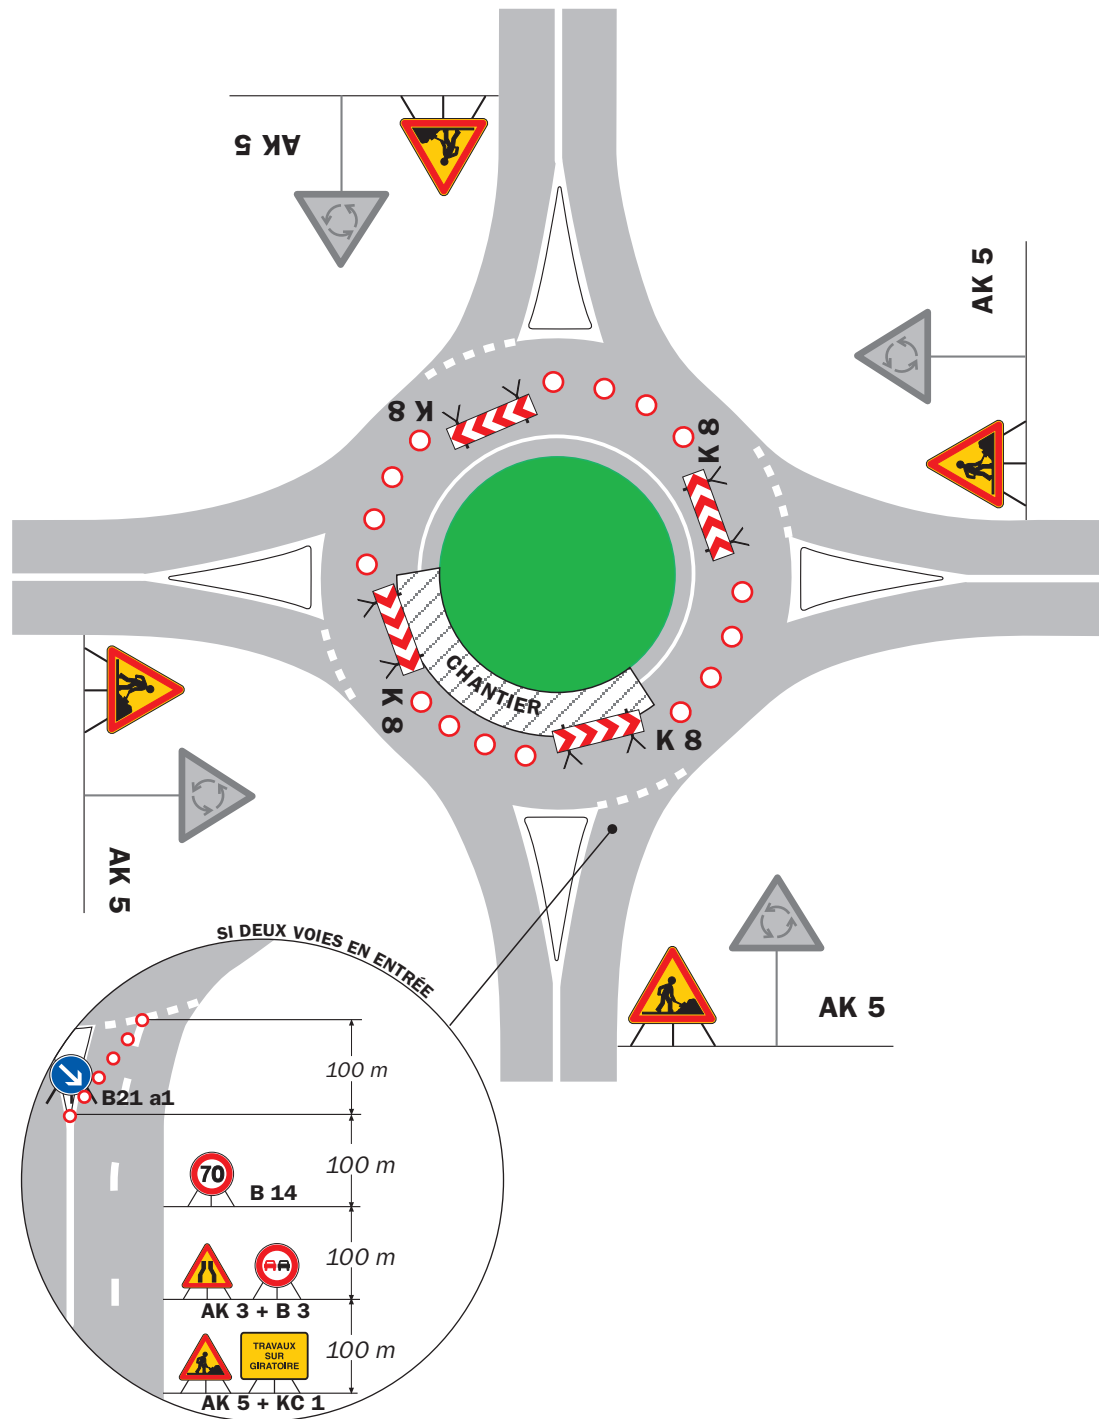 AK 5
AK 5
K 8
K 8
CHANTIER
K 8
K 8
AK 5
AK 5
SI DEUX VOIES EN ENTRÉE
100 m
B21 a1
100 m
70
B 14
100 m
AK 3 + B 3
TRAVAUX
SUR
GIRATOIRE
100 m
AK 5 + KC 1